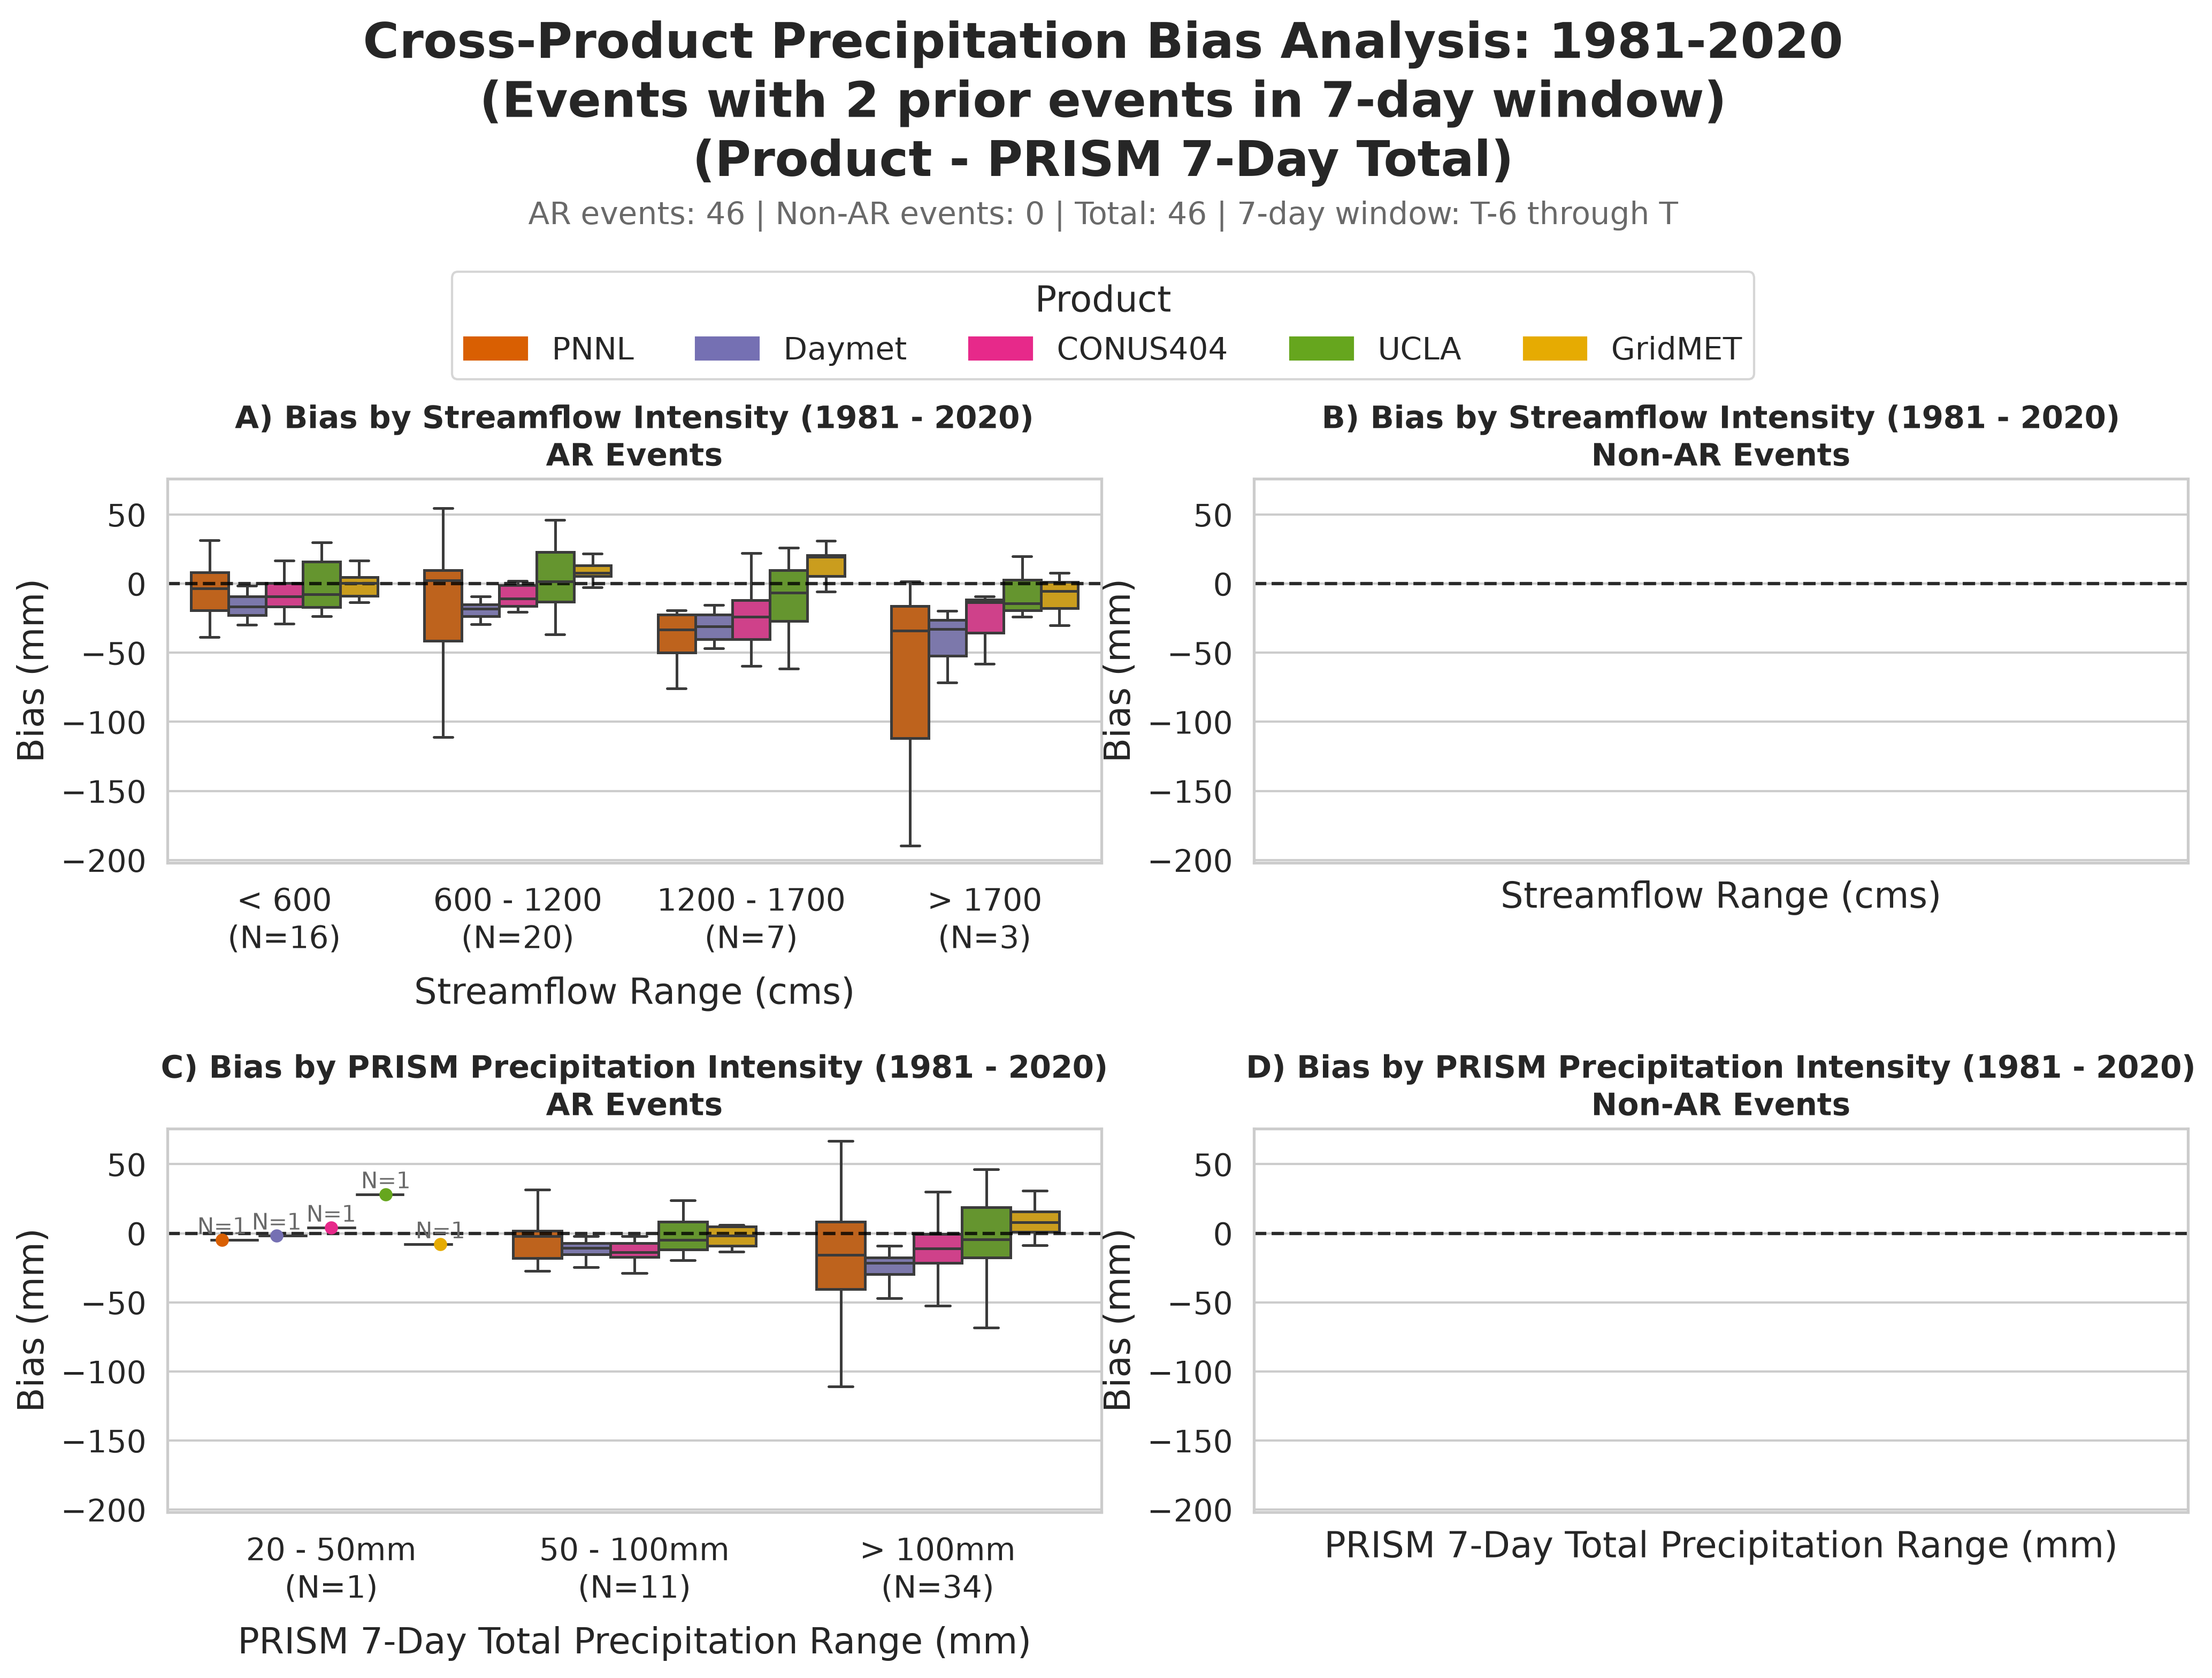 Cross-Product Precipitation Bias Analysis: 1981-2020
(Events with 2 prior events in 7-day window)
(Product - PRISM 7-Day Total)
AR events: 46 | Non-AR events: 0 | Total: 46 | 7-day window: T-6 through T
Product
PNNL Daymet CONUS404 UCLA GridMET
A) Bias by Streamflow Intensity (1981 - 2020)
AR Events
Bias (mm)
50
0
−50
−100
−150
−200
< 600 600 - 1200 1200 - 1700 > 1700
(N=16) (N=20) (N=7) (N=3)
Streamflow Range (cms)
B) Bias by Streamflow Intensity (1981 - 2020)
Non-AR Events
Bias (mm)
50
0
−50
−100
−150
−200
Streamflow Range (cms)
C) Bias by PRISM Precipitation Intensity (1981 - 2020)
AR Events
Bias (mm)
50
0
−50
−100
−150
−200
N=1 N=1 N=1 N=1 N=1
20 - 50mm 50 - 100mm > 100mm
(N=1) (N=11) (N=34)
PRISM 7-Day Total Precipitation Range (mm)
D) Bias by PRISM Precipitation Intensity (1981 - 2020)
Non-AR Events
Bias (mm)
50
0
−50
−100
−150
−200
PRISM 7-Day Total Precipitation Range (mm)